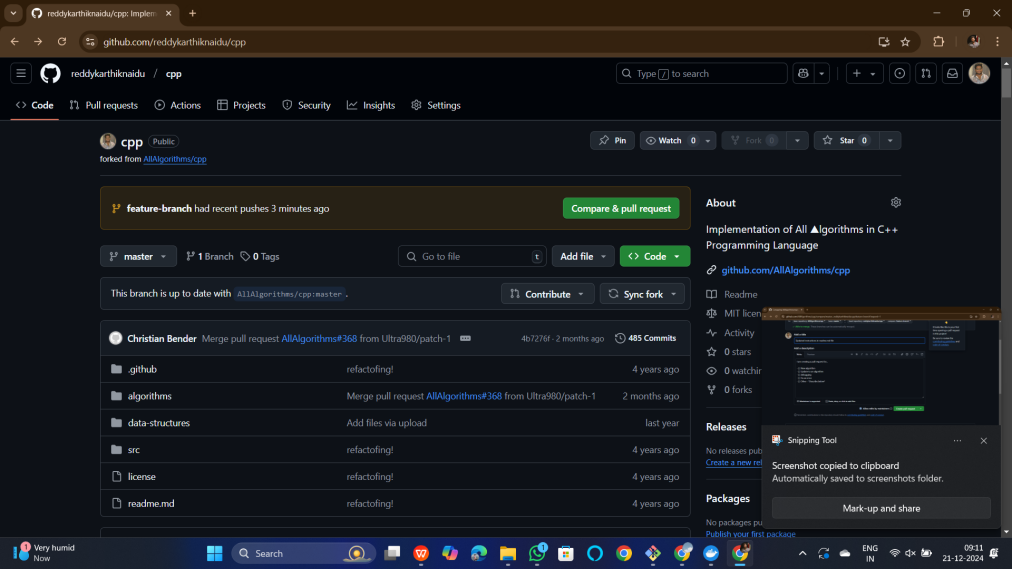 reddykarthiknaidu/cpp: Implem
github.com/reddykarthiknaidu/cpp
reddykarthiknaidu / cpp
Type / to search
Code
Pull requests
Actions
Projects
Security
Insights
Settings
cpp Public
forked from AllAlgorithms/cpp
Pin
Watch 0
Fork 0
Star 0
feature-branch had recent pushes 3 minutes ago
Compare & pull request
master
1 Branch
0 Tags
Go to file t
Add file
Code
This branch is up to date with AllAlgorithms/cpp:master .
Contribute
Sync fork
Christian Bender Merge pull request AllAlgorithms#368 from Ultra980/patch-1
4b7276f · 2 months ago
485 Commits
.github refactofing! 4 years ago
algorithms Merge pull request AllAlgorithms#368 from Ultra980/patch-1 2 months ago
data-structures Add files via upload last year
src refactofing! 4 years ago
license refactofing! 4 years ago
readme.md refactofing! 4 years ago
About
Implementation of All ▲lgorithms in C++
Programming Language
github.com/AllAlgorithms/cpp
Readme
MIT licen
Activity
0 stars
0 watchin
0 forks
Releases
No releases pub
Create a new rel
Packages
No packages pu
Publish your first package
Snipping Tool
Screenshot copied to clipboard
Automatically saved to screenshots folder.
Mark-up and share
1
Very humid
Now
Search
1
ENG
IN
09:11
21-12-2024